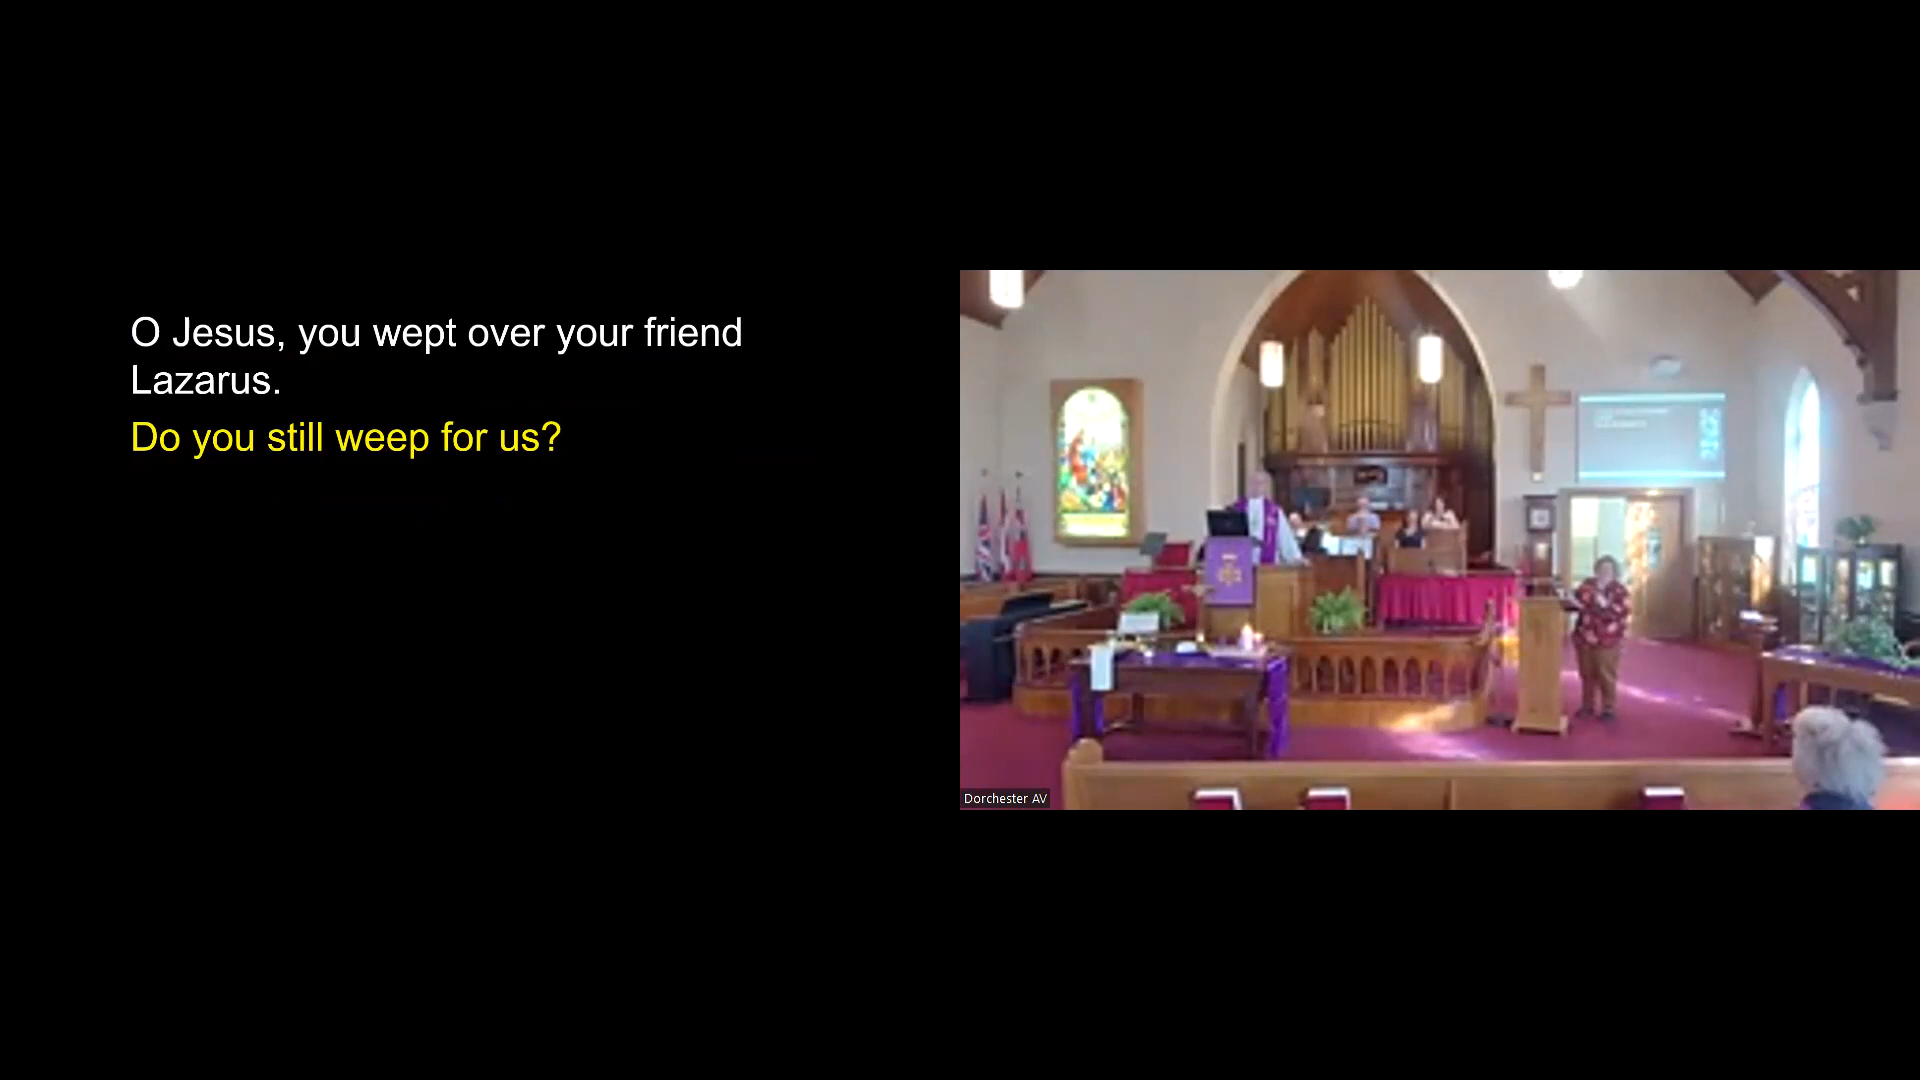 O Jesus, you wept over your friend
Lazarus.
Do you still weep for us?
Dorchester AV